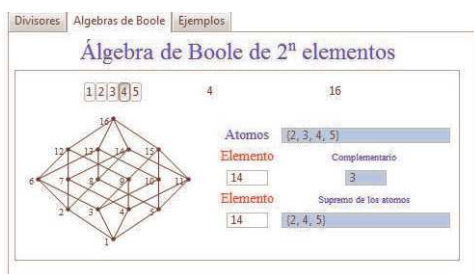 Divisores Algebras de Boole Ejemplos
Álgebra de Boole de 2ⁿ elementos
1 2 3 4 5 4 16
16
12 13 14 15
6 7 8 9 10 11
2 3 4 5
1
Atomos {2, 3, 4, 5}
Elemento Complementario
14 3
Elemento Supremo de los atomos
14 {2, 4, 5}